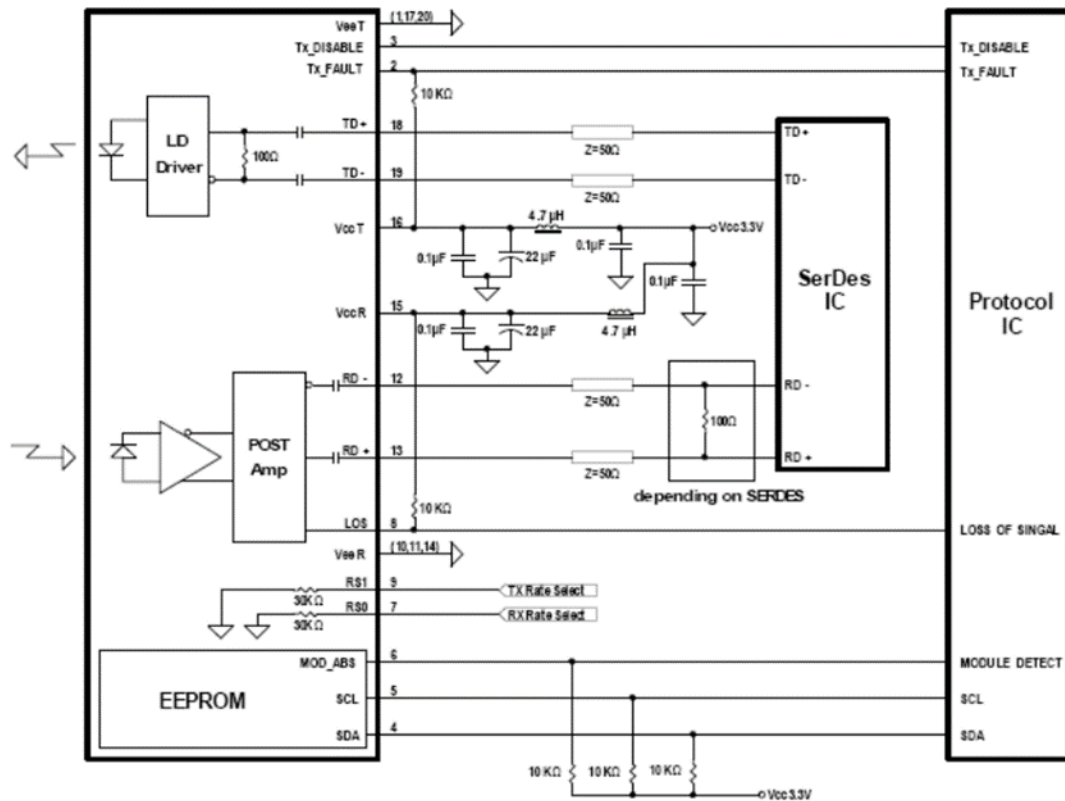 VeeT (1,17,20)
Tx_DISABLE 3 Tx_DISABLE
Tx_FAULT 2 Tx_FAULT
10 KΩ
LD
Driver
100Ω
TD+ 18 Z=50Ω TD+
TD- 19 Z=50Ω TD-
VccT 16 4.7 µH Vcc3.3V
0.1µF 22 µF 0.1µF 0.1µF
SerDes
IC
Protocol
IC
VccR 15
0.1µF 22 µF 4.7 µH
RD - 12 Z=50Ω RD -
100Ω
POST
Amp
RD + 13 Z=50Ω RD +
depending on SERDES
10 KΩ
LOS 8 LOSS OF SINGAL
VeeR (10,11,14)
RS1 9 TX Rate Select
30KΩ
RS0 7 RX Rate Select
30KΩ
EEPROM
MOD_ABS 6 MODULE DETECT
SCL 5 SCL
SDA 4 SDA
10 KΩ 10 KΩ 10 KΩ
Vcc3.3V